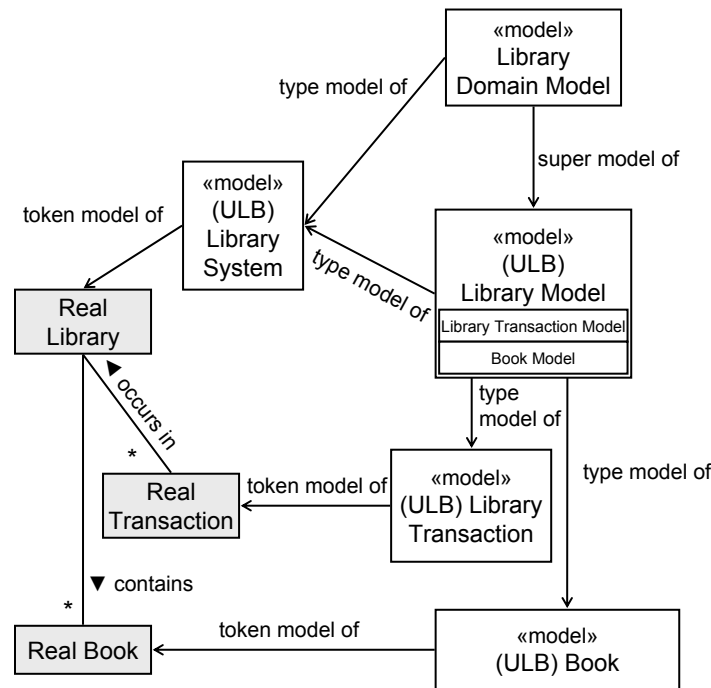 «model»
Library
Domain Model
type model of
super model of
«model»
(ULB)
Library
System
token model of
«model»
(ULB)
Library Model
Library Transaction Model
Book Model
type model of
Real
Library
▲ occurs in
*
type
model of
Real
Transaction
token model of
«model»
(ULB) Library
Transaction
type model of
▼ contains
*
Real Book
token model of
«model»
(ULB) Book